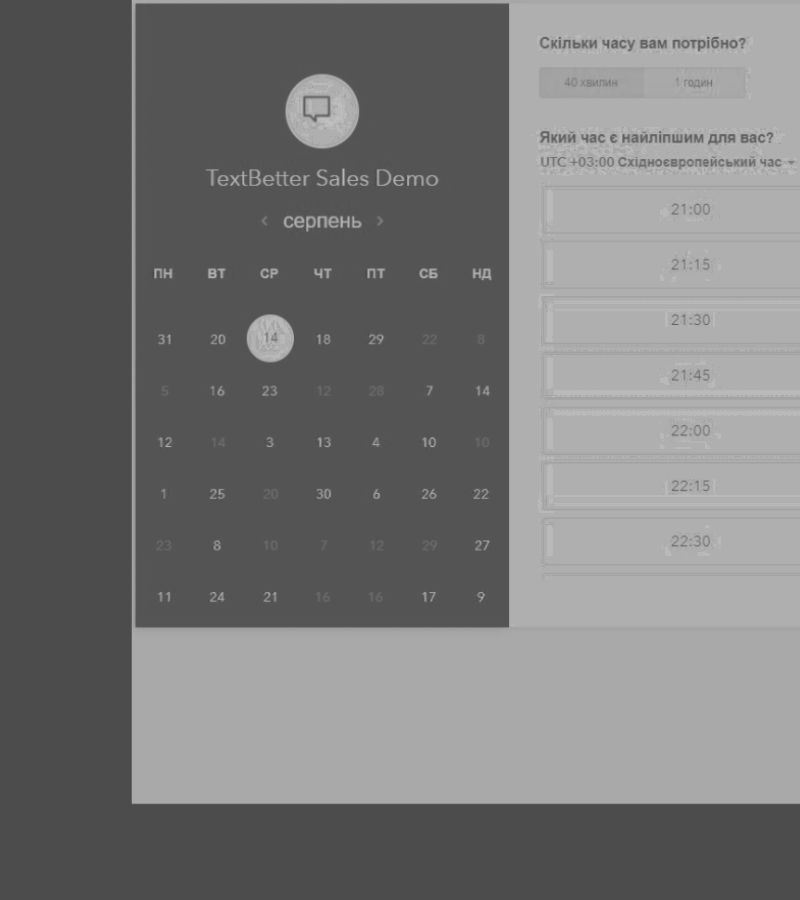 TextBetter Sales Demo
‹ серпень ›
ПН ВТ СР ЧТ ПТ СБ НД
31 20 14 18 29 22 8
5 16 23 12 28 7 14
12 14 3 13 4 10 10
1 25 20 30 6 26 22
23 8 10 7 12 29 27
11 24 21 16 16 17 9
Скільки часу вам потрібно?
40 хвилин 1 годин
Який час є найліпшим для вас?
UTC +03:00 Східноєвропейський час
21:00
21:15
21:30
21:45
22:00
22:15
22:30